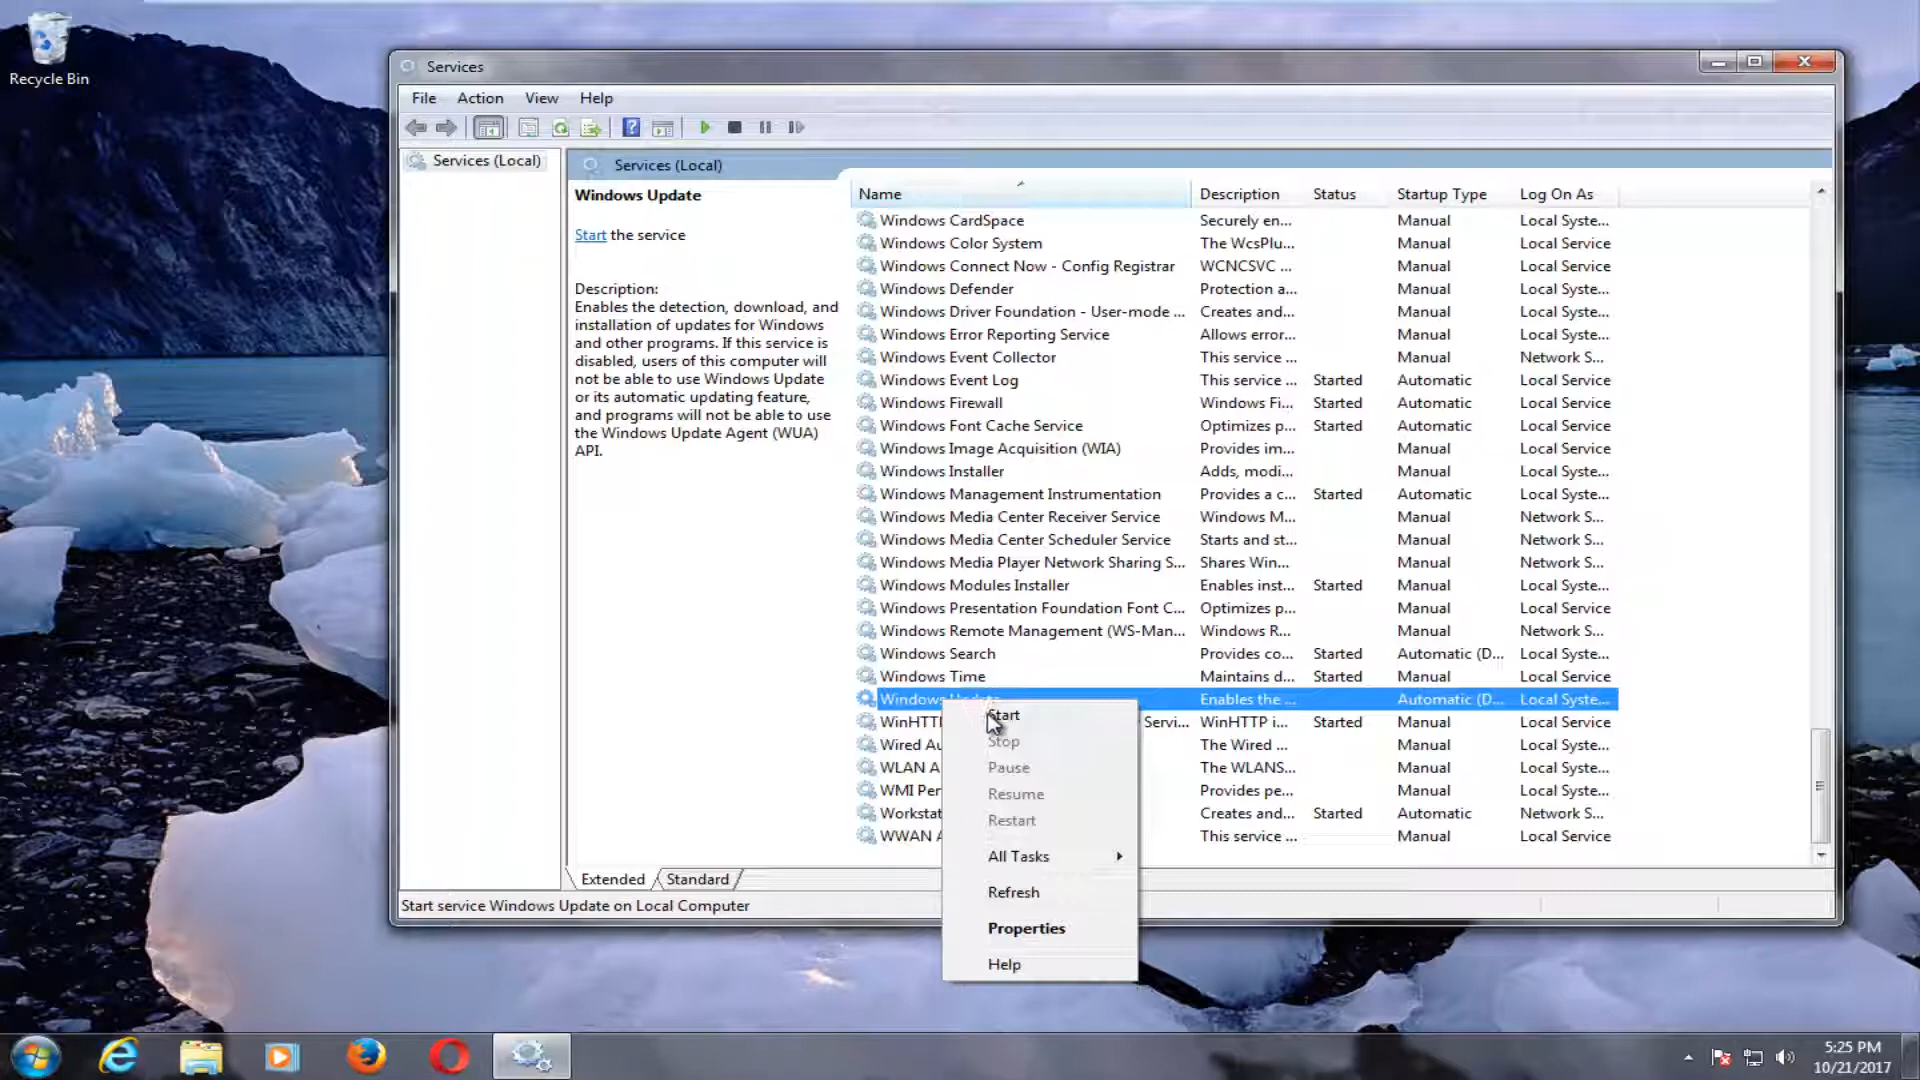 Recycle Bin
Services
File Action View Help
Services (Local)
Services (Local)
Windows Update
Start the service
Description:
Enables the detection, download, and
installation of updates for Windows
and other programs. If this service is
disabled, users of this computer will
not be able to use Windows Update
or its automatic updating feature,
and programs will not be able to use
the Windows Update Agent (WUA)
API.
Name Description Status Startup Type Log On As
Windows CardSpace Securely en... Manual Local Syste...
Windows Color System The WcsPlu... Manual Local Service
Windows Connect Now - Config Registrar WCNCSVC ... Manual Local Service
Windows Defender Protection a... Manual Local Syste...
Windows Driver Foundation - User-mode ... Creates and... Manual Local Syste...
Windows Error Reporting Service Allows error... Manual Local Syste...
Windows Event Collector This service ... Manual Network S...
Windows Event Log This service ... Started Automatic Local Service
Windows Firewall Windows Fi... Started Automatic Local Service
Windows Font Cache Service Optimizes p... Started Automatic Local Service
Windows Image Acquisition (WIA) Provides im... Manual Local Service
Windows Installer Adds, modi... Manual Local Syste...
Windows Management Instrumentation Provides a c... Started Automatic Local Syste...
Windows Media Center Receiver Service Windows M... Manual Network S...
Windows Media Center Scheduler Service Starts and st... Manual Network S...
Windows Media Player Network Sharing S... Shares Win... Manual Network S...
Windows Modules Installer Enables inst... Started Manual Local Syste...
Windows Presentation Foundation Font C... Optimizes p... Manual Local Service
Windows Remote Management (WS-Man... Windows R... Manual Network S...
Windows Search Provides co... Started Automatic (D... Local Syste...
Windows Time Maintains d... Started Manual Local Service
Windows Update Enables the ... Automatic (D... Local Syste...
WinHTT Servi... WinHTTP i... Started Manual Local Service
Wired Au The Wired ... Manual Local Syste...
WLAN A The WLANS... Manual Local Syste...
WMI Per Provides pe... Manual Local Syste...
Workstat Creates and... Started Automatic Network S...
WWAN A This service ... Manual Local Service
Start
Stop
Pause
Resume
Restart
All Tasks
Refresh
Properties
Help
Extended Standard
Start service Windows Update on Local Computer
5:25 PM
10/21/2017